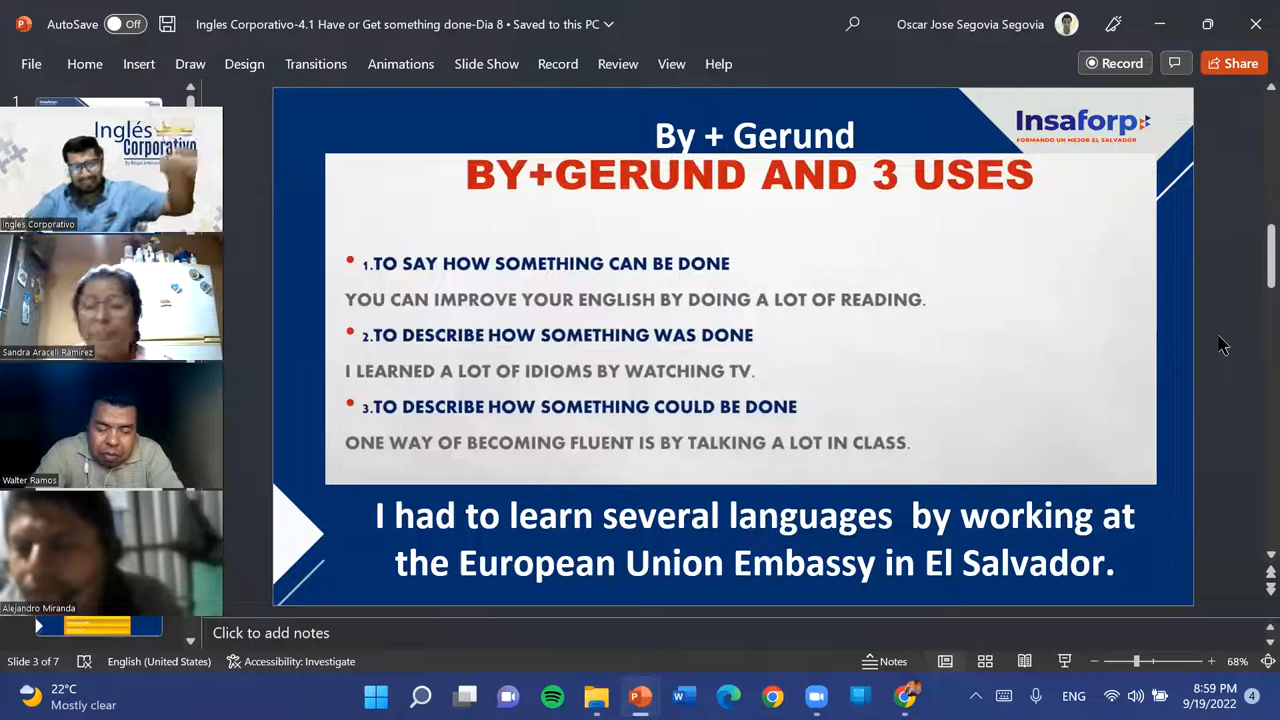 AutoSave Off
Ingles Corporativo-4.1 Have or Get something done-Dia 8 • Saved to this PC
Oscar Jose Segovia Segovia
File Home Insert Draw Design Transitions Animations Slide Show Record Review View Help
Record
Share
1
Inglés
Corporativo
Ingles Corporativo
Sandra Araceli Ramirez
Walter Ramos
Alejandro Miranda
Insaforp
FORMANDO UN MEJOR EL SALVADOR
By + Gerund
BY+GERUND AND 3 USES
• 1.TO SAY HOW SOMETHING CAN BE DONE
YOU CAN IMPROVE YOUR ENGLISH BY DOING A LOT OF READING.
• 2.TO DESCRIBE HOW SOMETHING WAS DONE
I LEARNED A LOT OF IDIOMS BY WATCHING TV.
• 3.TO DESCRIBE HOW SOMETHING COULD BE DONE
ONE WAY OF BECOMING FLUENT IS BY TALKING A LOT IN CLASS.
I had to learn several languages by working at
the European Union Embassy in El Salvador.
Click to add notes
Slide 3 of 7
English (United States)
Accessibility: Investigate
Notes
68%
22°C
Mostly clear
ENG
8:59 PM
9/19/2022
4